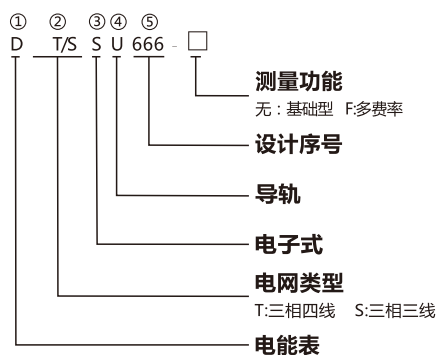 ① ② ③ ④ ⑤
D T/S S U 666 - □
测量功能
无：基础型 F:多费率
设计序号
导轨
电子式
电网类型
T:三相四线 S:三相三线
电能表